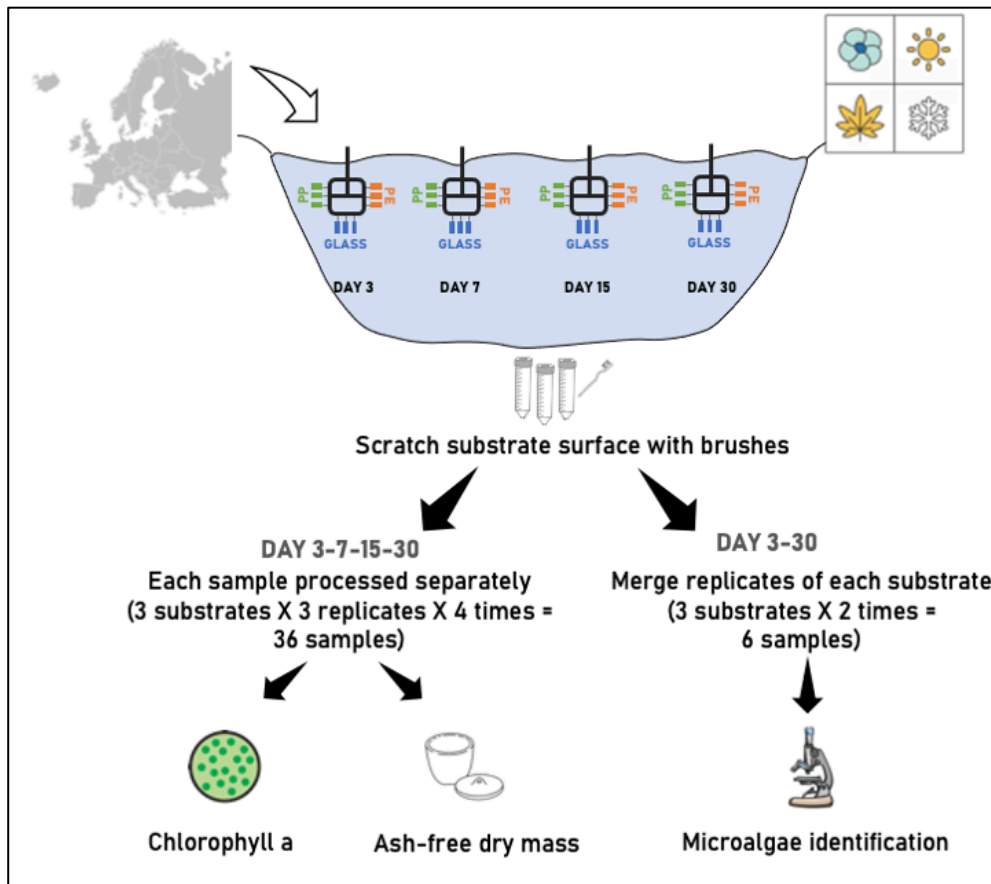 PP PE PP PE PP PE PP PE
GLASS GLASS GLASS GLASS
DAY 3 DAY 7 DAY 15 DAY 30
Scratch substrate surface with brushes
DAY 3-7-15-30
Each sample processed separately
(3 substrates X 3 replicates X 4 times =
36 samples)
DAY 3-30
Merge replicates of each substrate
(3 substrates X 2 times =
6 samples)
Chlorophyll a
Ash-free dry mass
Microalgae identification